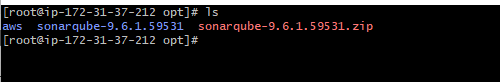 [root@ip-172-31-37-212 opt]# ls
aws  sonarqube-9.6.1.59531  sonarqube-9.6.1.59531.zip
[root@ip-172-31-37-212 opt]#